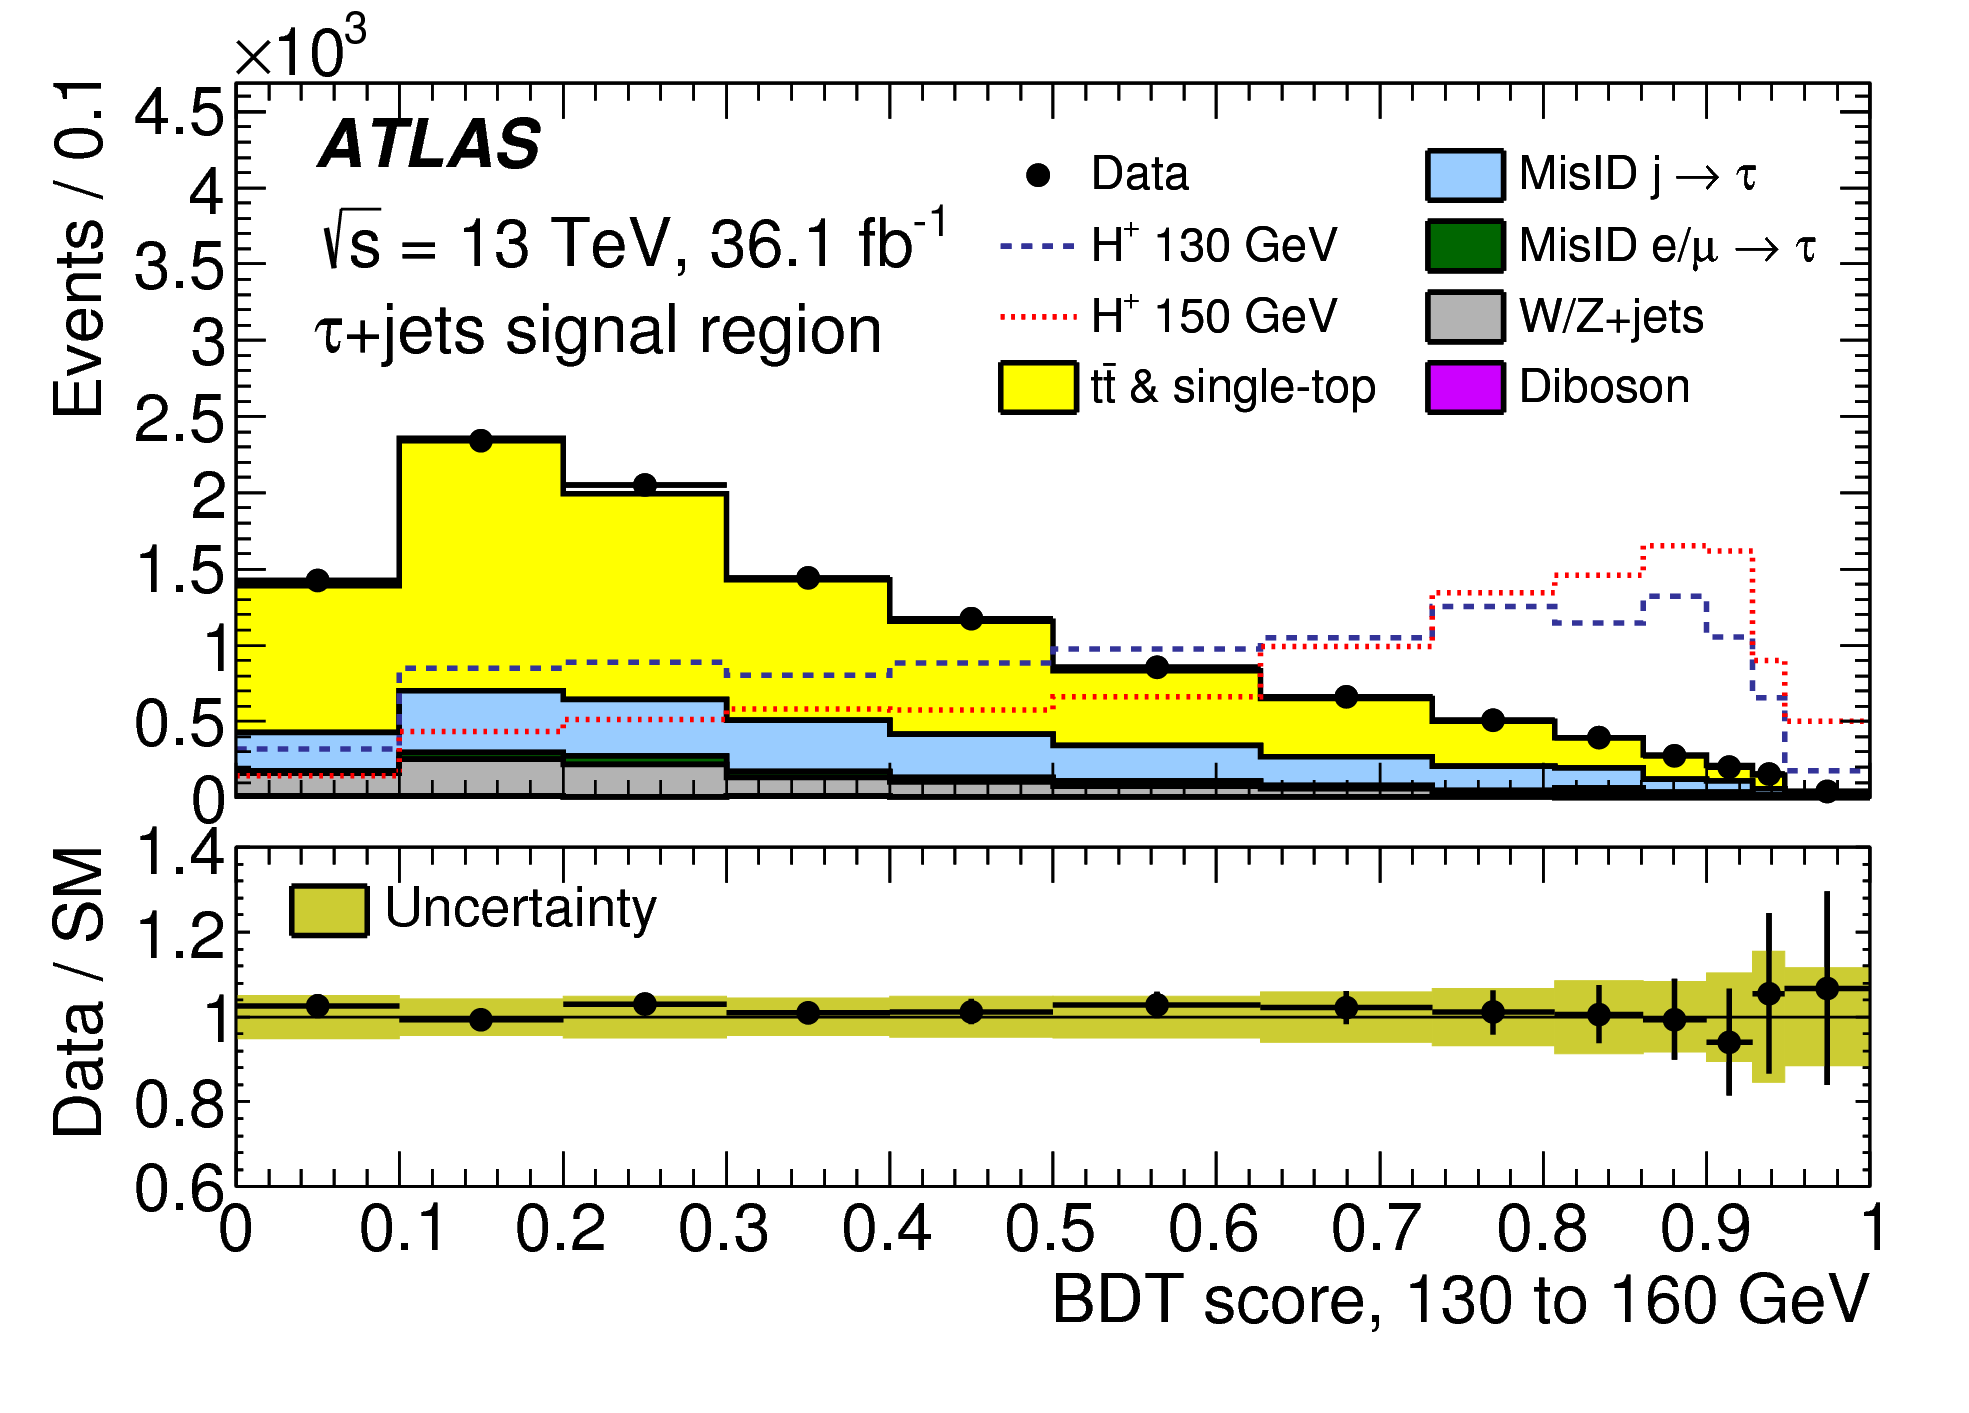 ×10³
Events / 0.1
4.5
4
3.5
3
2.5
2
1.5
1
0.5
0
ATLAS
√s = 13 TeV, 36.1 fb⁻¹
τ+jets signal region
Data
H⁺ 130 GeV
H⁺ 150 GeV
tt̄ & single-top
MisID j → τ
MisID e/μ → τ
W/Z+jets
Diboson
Data / SM
1.4
1.2
1
0.8
0.6
Uncertainty
0 0.1 0.2 0.3 0.4 0.5 0.6 0.7 0.8 0.9 1
BDT score, 130 to 160 GeV